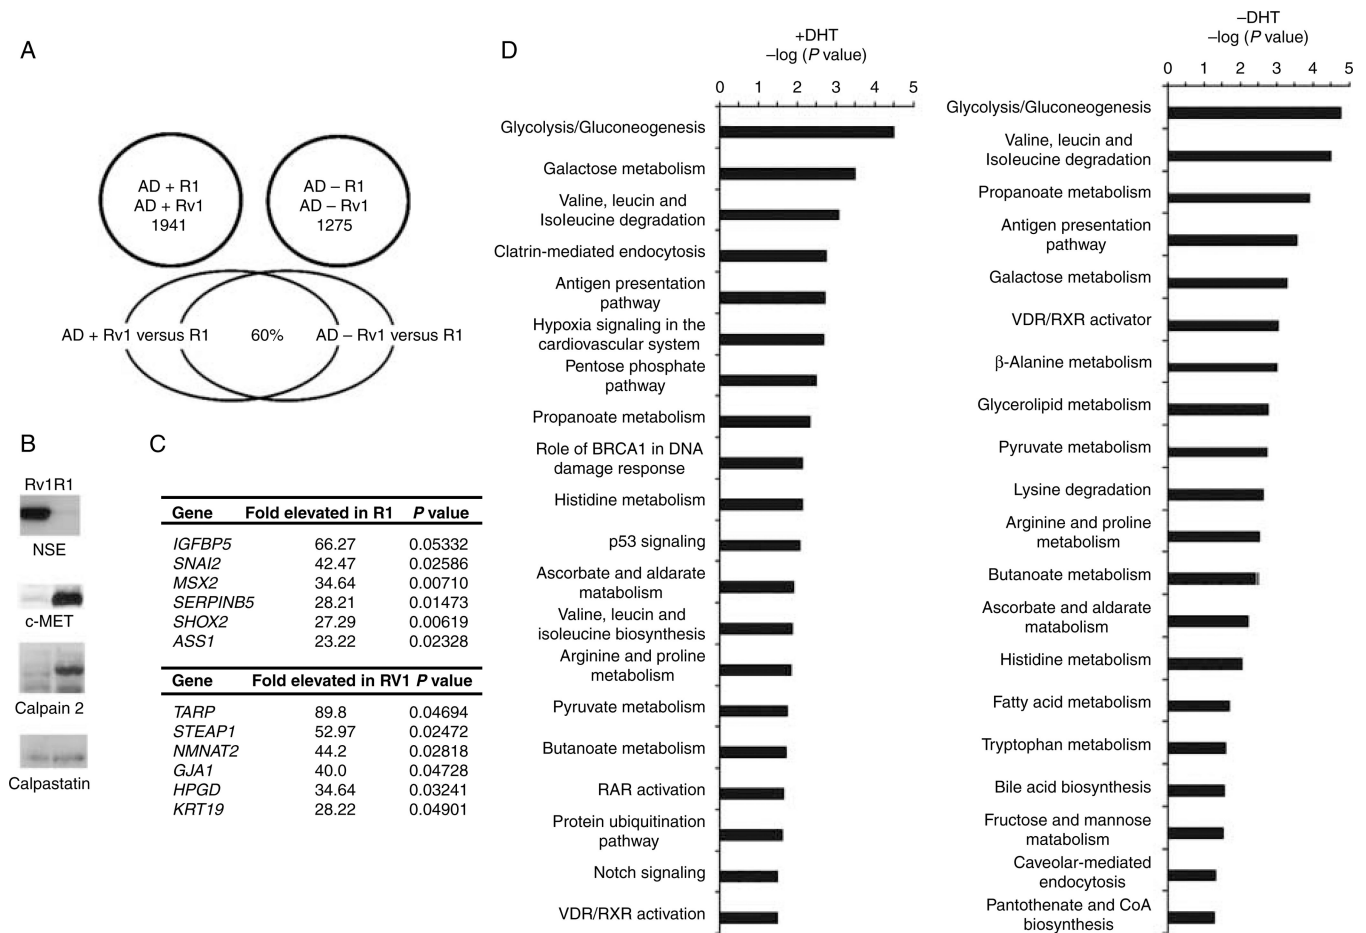 A
AD + R1
AD + Rv1
1941
AD – R1
AD – Rv1
1275
AD + Rv1 versus R1
60%
AD – Rv1 versus R1
B
Rv1R1
NSE
c-MET
Calpain 2
Calpastatin
C
Gene Fold elevated in R1 P value
IGFBP5 66.27 0.05332
SNAI2 42.47 0.02586
MSX2 34.64 0.00710
SERPINB5 28.21 0.01473
SHOX2 27.29 0.00619
ASS1 23.22 0.02328
Gene Fold elevated in RV1 P value
TARP 89.8 0.04694
STEAP1 52.97 0.02472
NMNAT2 44.2 0.02818
GJA1 40.0 0.04728
HPGD 34.64 0.03241
KRT19 28.22 0.04901
D
+DHT
–log (P value)
0 1 2 3 4 5
Glycolysis/Gluconeogenesis
Galactose metabolism
Valine, leucin and
Isoleucine degradation
Clatrin-mediated endocytosis
Antigen presentation
pathway
Hypoxia signaling in the
cardiovascular system
Pentose phosphate
pathway
Propanoate metabolism
Role of BRCA1 in DNA
damage response
Histidine metabolism
p53 signaling
Ascorbate and aldarate
matabolism
Valine, leucin and
isoleucine biosynthesis
Arginine and proline
metabolism
Pyruvate metabolism
Butanoate metabolism
RAR activation
Protein ubiquitination
pathway
Notch signaling
VDR/RXR activation
–DHT
–log (P value)
0 1 2 3 4 5
Glycolysis/Gluconeogenesis
Valine, leucin and
Isoleucine degradation
Propanoate metabolism
Antigen presentation
pathway
Galactose metabolism
VDR/RXR activator
β-Alanine metabolism
Glycerolipid metabolism
Pyruvate metabolism
Lysine degradation
Arginine and proline
metabolism
Butanoate metabolism
Ascorbate and aldarate
matabolism
Histidine metabolism
Fatty acid metabolism
Tryptophan metabolism
Bile acid biosynthesis
Fructose and mannose
matabolism
Caveolar-mediated
endocytosis
Pantothenate and CoA
biosynthesis